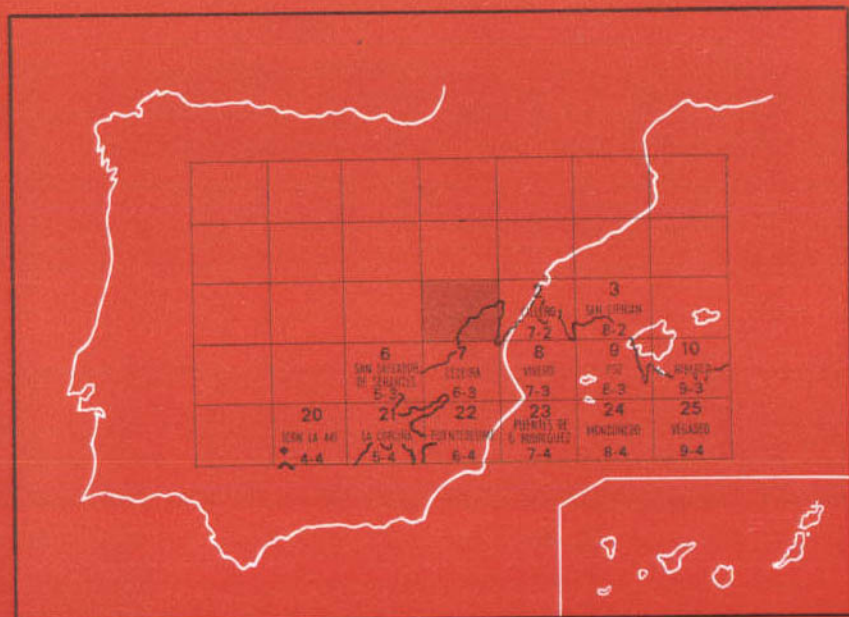 2 3
SAN CIPRIAN
7-2 8-2
6 7 8 9 10
SAN SALVADOR CEDEIRA VIVERO FOZ
DE SERANTES
5-3 6-3 7-3 8-3 9-3
20 21 22 23 24 25
LA CORUÑA PUENTEDEUME PUENTES DE MONDOÑEDO VEGADEO
G. RODRIGUEZ
4-4 5-4 6-4 7-4 8-4 9-4